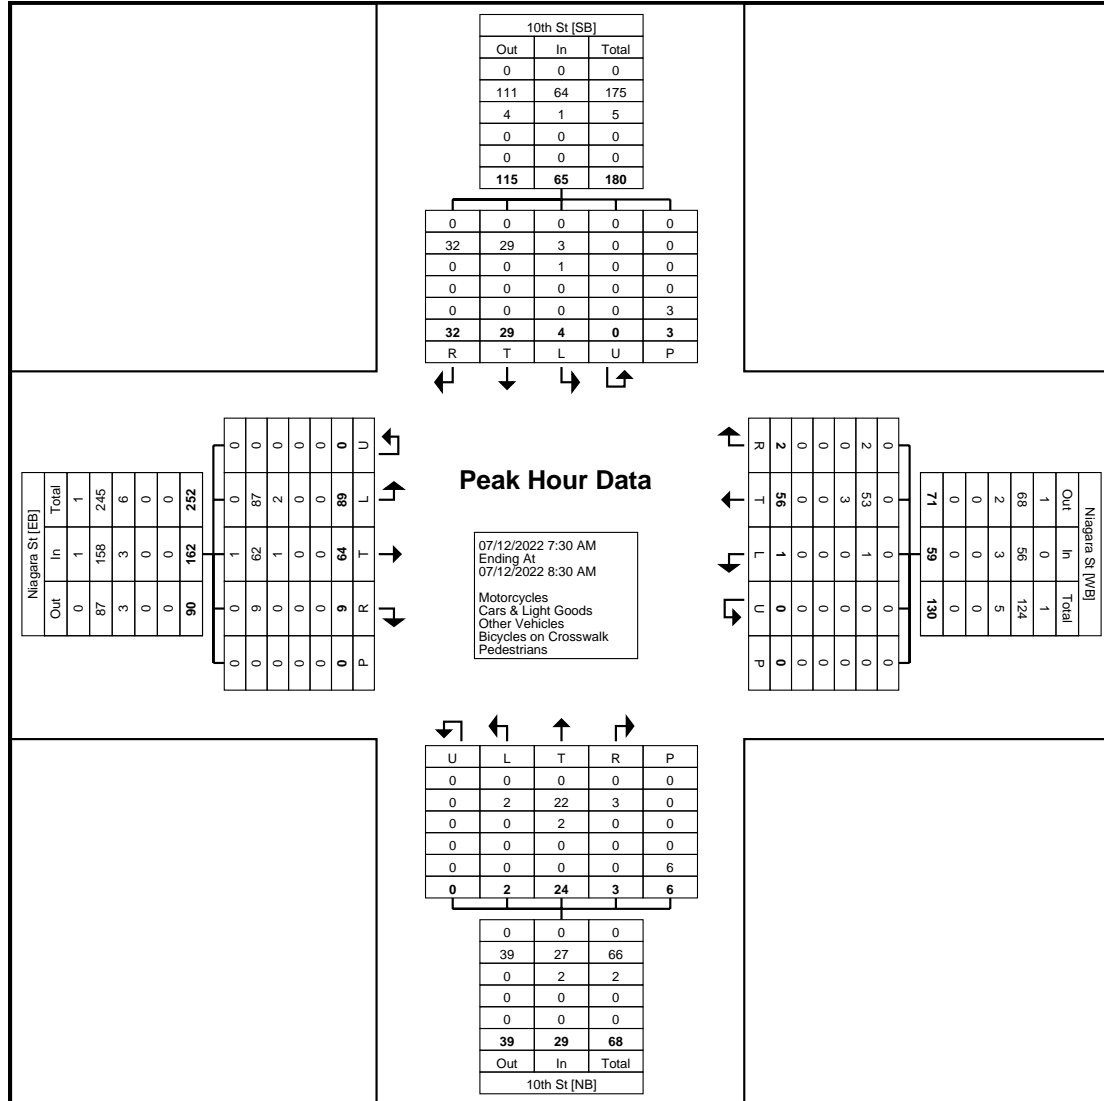 10th St [SB]
Out In Total
0 0 0
111 64 175
4 1 5
0 0 0
0 0 0
115 65 180
0 0 0 0 0
32 29 3 0 0
0 0 1 0 0
0 0 0 0 0
0 0 0 0 3
32 29 4 0 3
R T L U P
Niagara St [EB]
Out In Total
0 1 1
87 158 245
3 3 6
0 0 0
0 0 0
90 162 252
0 0 1 0 0
0 87 62 9 0
0 2 1 0 0
0 0 0 0 0
0 0 0 0 0
0 89 64 9 0
U L T R P
Peak Hour Data
07/12/2022 7:30 AM
Ending At
07/12/2022 8:30 AM
Motorcycles
Cars & Light Goods
Other Vehicles
Bicycles on Crosswalk
Pedestrians
Niagara St [WB]
Out In Total
1 0 1
68 56 124
2 3 5
0 0 0
0 0 0
71 59 130
0 0 0 0 0
2 53 1 0 0
0 3 0 0 0
0 0 0 0 0
0 0 0 0 0
2 56 1 0 0
R T L U P
U L T R P
0 0 0 0 0
0 2 22 3 0
0 0 2 0 0
0 0 0 0 0
0 0 0 0 6
0 2 24 3 6
0 0 0
39 27 66
0 2 2
0 0 0
0 0 0
39 29 68
Out In Total
10th St [NB]